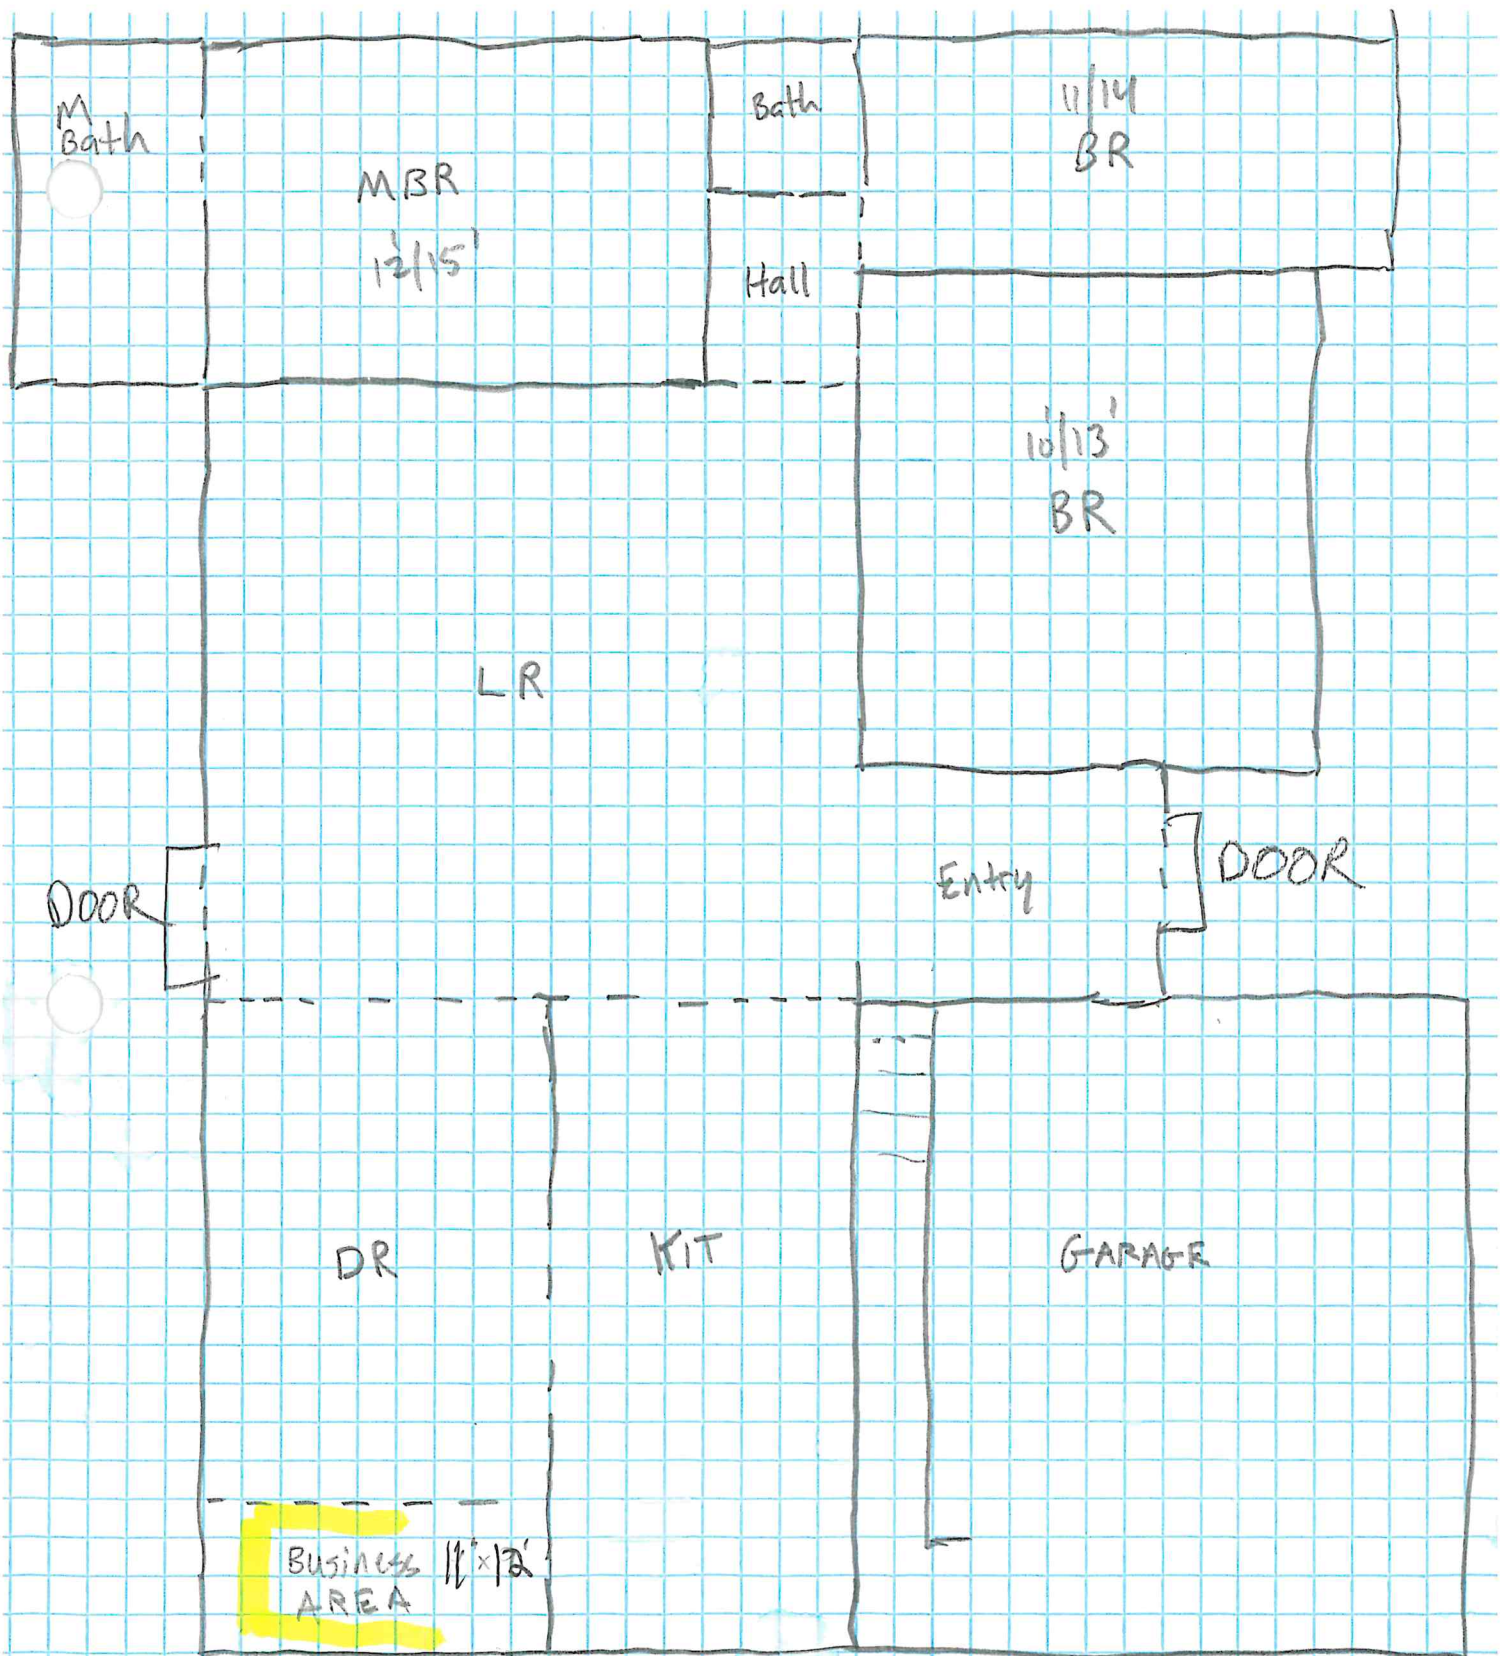 M
Bath
MBR
12'/15'
Bath
Hall
11/14
BR
10'/13'
BR
LR
DOOR
Entry
DOOR
DR
KIT
GARAGE
Business 11'×12'
AREA